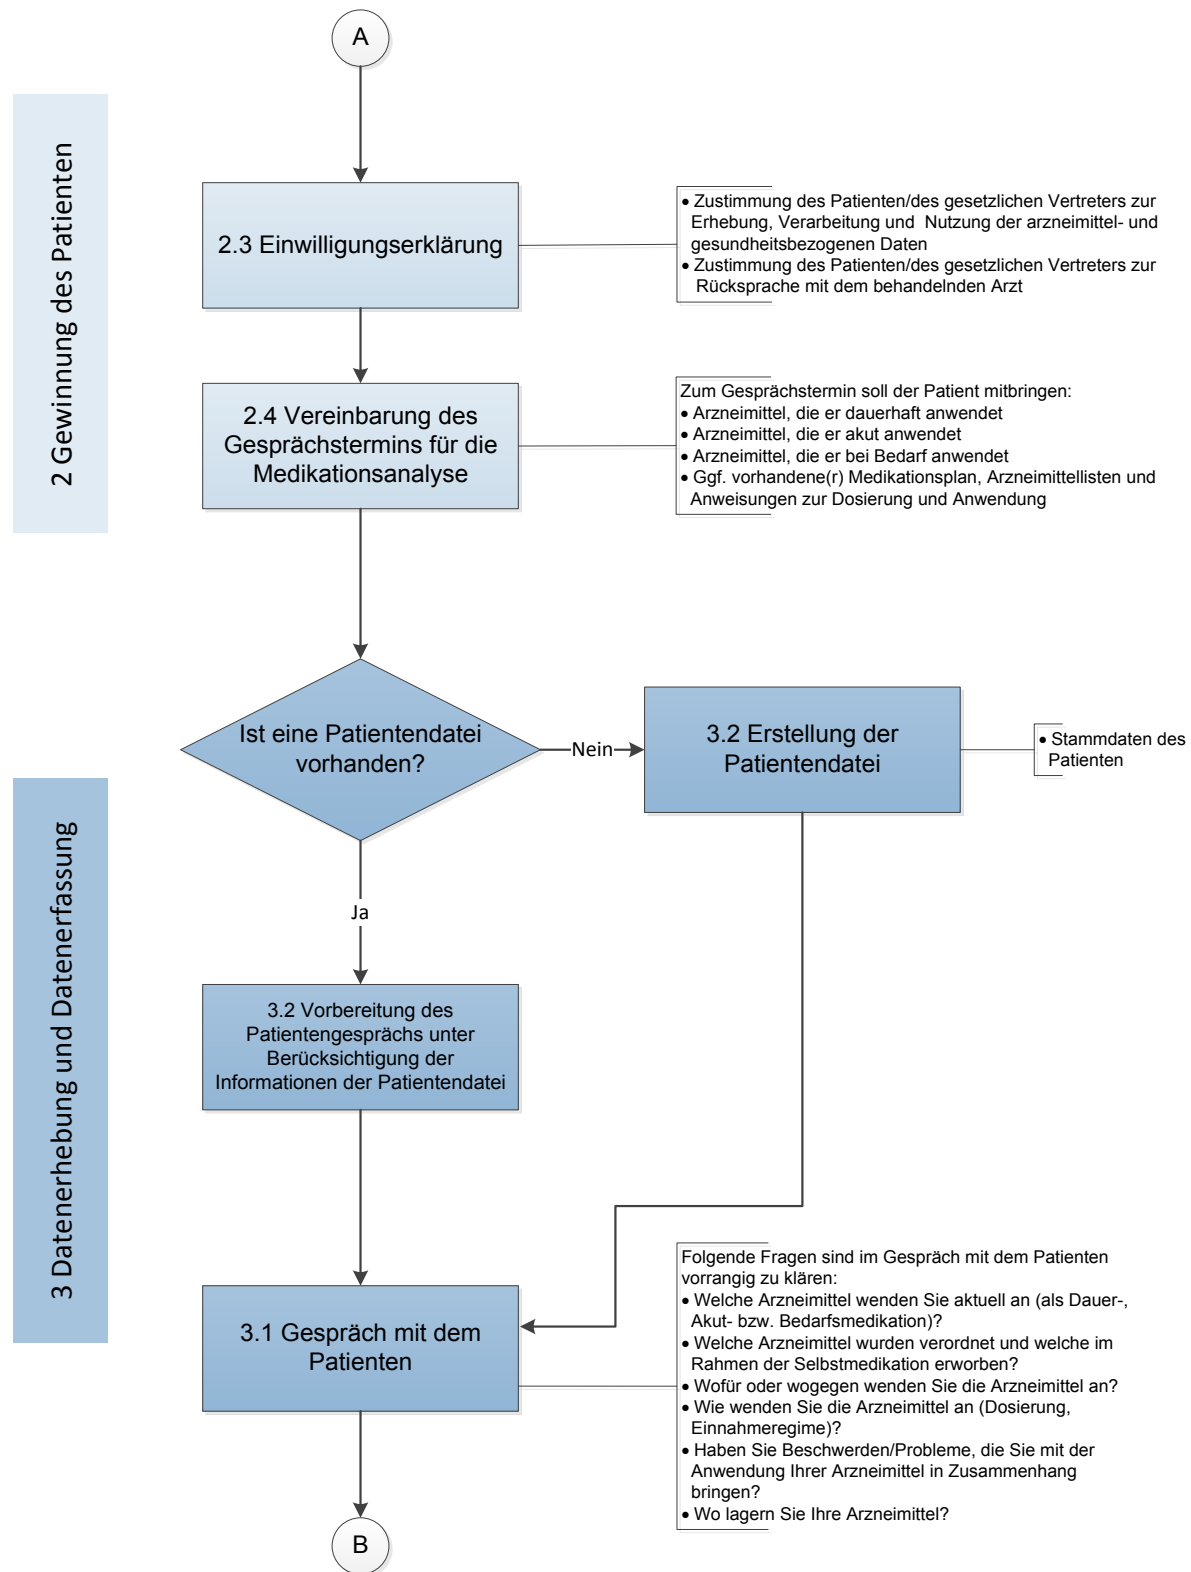 A
2 Gewinnung des Patienten
2.3 Einwilligungserklärung
• Zustimmung des Patienten/des gesetzlichen Vertreters zur
Erhebung, Verarbeitung und Nutzung der arzneimittel- und
gesundheitsbezogenen Daten
• Zustimmung des Patienten/des gesetzlichen Vertreters zur
Rücksprache mit dem behandelnden Arzt
2.4 Vereinbarung des
Gesprächstermins für die
Medikationsanalyse
Zum Gesprächstermin soll der Patient mitbringen:
• Arzneimittel, die er dauerhaft anwendet
• Arzneimittel, die er akut anwendet
• Arzneimittel, die er bei Bedarf anwendet
• Ggf. vorhandene(r) Medikationsplan, Arzneimittellisten und
Anweisungen zur Dosierung und Anwendung
3 Datenerhebung und Datenerfassung
Ist eine Patientendatei
vorhanden?
Nein
3.2 Erstellung der
Patientendatei
• Stammdaten des
Patienten
Ja
3.2 Vorbereitung des
Patientengesprächs unter
Berücksichtigung der
Informationen der Patientendatei
3.1 Gespräch mit dem
Patienten
Folgende Fragen sind im Gespräch mit dem Patienten
vorrangig zu klären:
• Welche Arzneimittel wenden Sie aktuell an (als Dauer-,
Akut- bzw. Bedarfsmedikation)?
• Welche Arzneimittel wurden verordnet und welche im
Rahmen der Selbstmedikation erworben?
• Wofür oder wogegen wenden Sie die Arzneimittel an?
• Wie wenden Sie die Arzneimittel an (Dosierung,
Einnahmeregime)?
• Haben Sie Beschwerden/Probleme, die Sie mit der
Anwendung Ihrer Arzneimittel in Zusammenhang
bringen?
• Wo lagern Sie Ihre Arzneimittel?
B